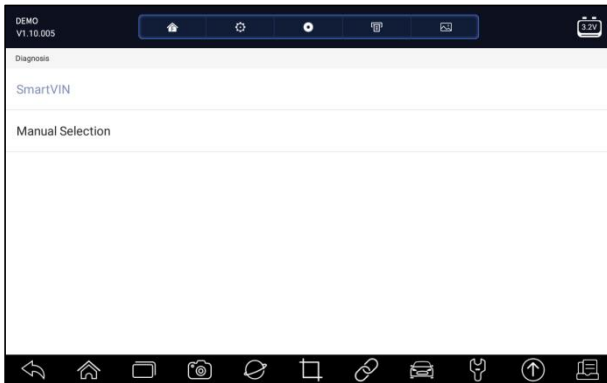 DEMO
V1.10.005
3.2V
Diagnosis
SmartVIN
Manual Selection